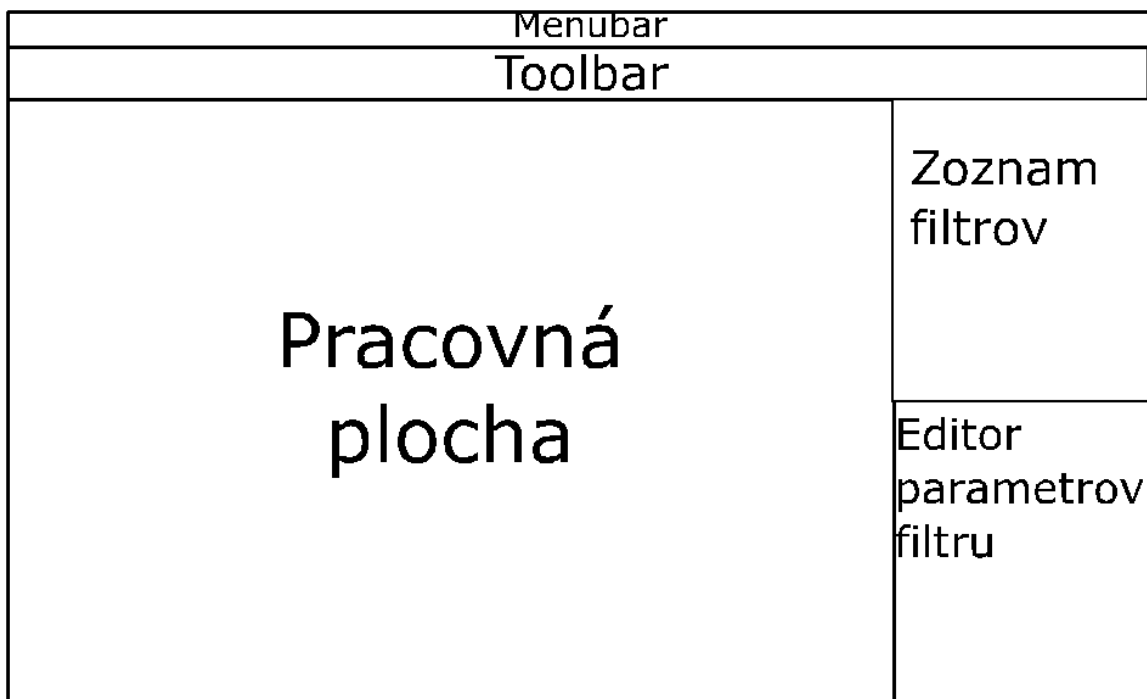 Menubar
Toolbar
Zoznam
filtrov
Pracovná
plocha
Editor
parametrov
filtru